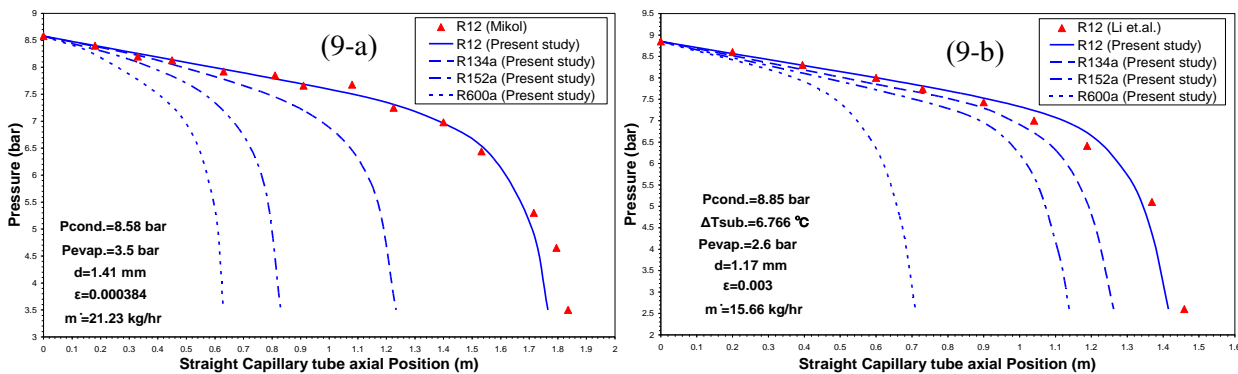 (9-a)
R12 (Mikol)
R12 (Present study)
R134a (Present study)
R152a (Present study)
R600a (Present study)
Pressure (bar)
9
8.5
8
7.5
7
6.5
6
5.5
5
4.5
4
3.5
3
Pcond.=8.58 bar
Pevap.=3.5 bar
d=1.41 mm
ε=0.000384
m˙=21.23 kg/hr
0 0.1 0.2 0.3 0.4 0.5 0.6 0.7 0.8 0.9 1 1.1 1.2 1.3 1.4 1.5 1.6 1.7 1.8 1.9 2
Straight Capillary tube axial Position (m)
(9-b)
R12 (Li et.al.)
R12 (Present study)
R134a (Present study)
R152a (Present study)
R600a (Present study)
Pressure (bar)
9.5
9
8.5
8
7.5
7
6.5
6
5.5
5
4.5
4
3.5
3
2.5
2
Pcond.=8.85 bar
ΔTsub.=6.766 ℃
Pevap.=2.6 bar
d=1.17 mm
ε=0.003
m˙=15.66 kg/hr
0 0.1 0.2 0.3 0.4 0.5 0.6 0.7 0.8 0.9 1 1.1 1.2 1.3 1.4 1.5 1.6
Straight Capillary tube axial Position (m)